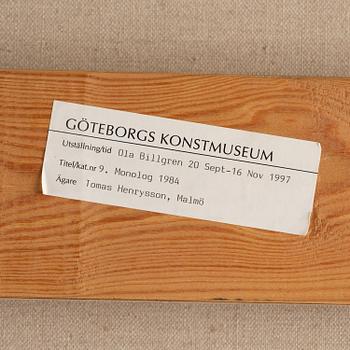 GÖTEBORGS KONSTMUSEUM
Utställning/tid Ola Billgren 20 Sept-16 Nov 1997
Titel/kat.nr 9. Monolog 1984
Ägare Tomas Henrysson, Malmö